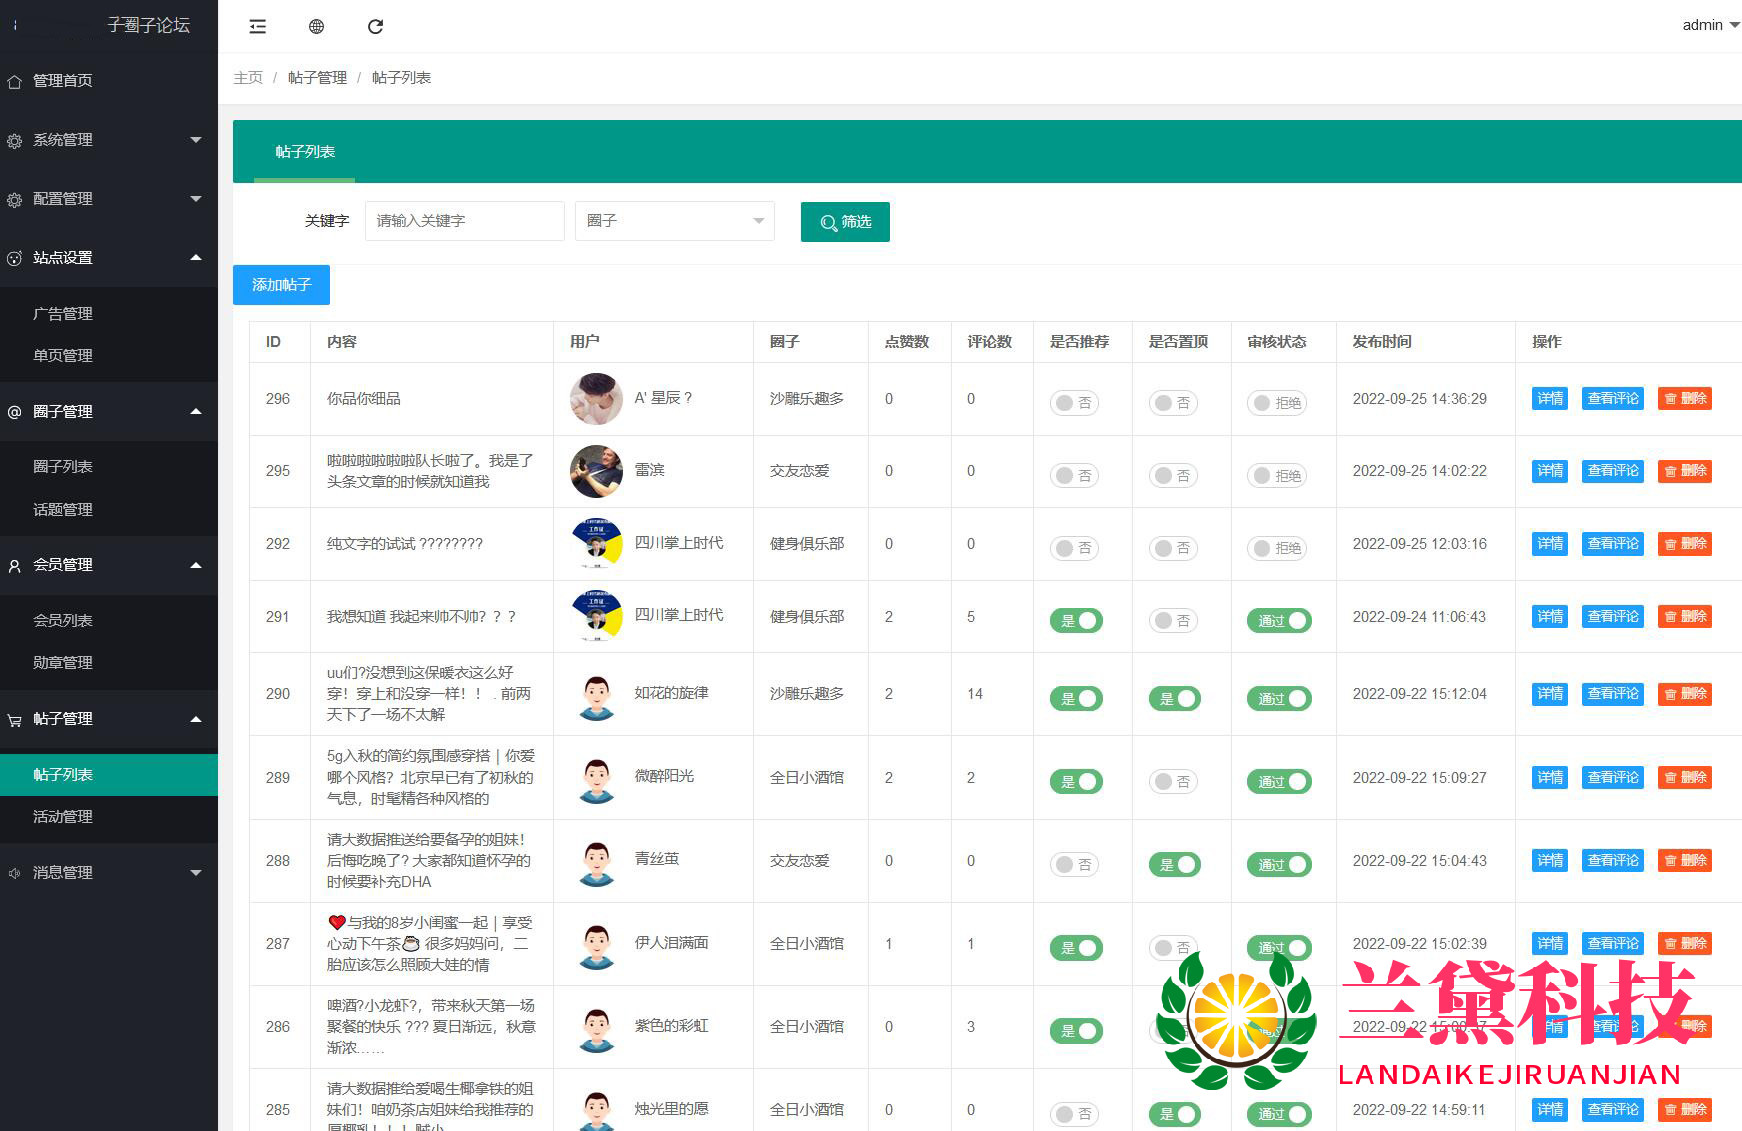 子圈子论坛
admin
管理首页
系统管理
配置管理
站点设置
广告管理
单页管理
圈子管理
圈子列表
话题管理
会员管理
会员列表
勋章管理
帖子管理
帖子列表
活动管理
消息管理
主页 / 帖子管理 / 帖子列表
帖子列表
关键字 请输入关键字 圈子 筛选
添加帖子
ID 内容 用户 圈子 点赞数 评论数 是否推荐 是否置顶 审核状态 发布时间 操作
296 你品你细品 A' 星辰？ 沙雕乐趣多 0 0 否 否 拒绝 2022-09-25 14:36:29 详情 查看评论 删除
295 啦啦啦啦啦啦队长啦了。我是了
头条文章的时候就知道我 雷滨 交友恋爱 0 0 否 否 拒绝 2022-09-25 14:02:22 详情 查看评论 删除
292 纯文字的试试 ???????? 四川掌上时代 健身俱乐部 0 0 否 否 拒绝 2022-09-25 12:03:16 详情 查看评论 删除
291 我想知道 我起来帅不帅？？？ 四川掌上时代 健身俱乐部 2 5 是 否 通过 2022-09-24 11:06:43 详情 查看评论 删除
290 uu们?没想到这保暖衣这么好
穿！穿上和没穿一样！！ . 前两
天下了一场不太解 如花的旋律 沙雕乐趣多 2 14 是 是 通过 2022-09-22 15:12:04 详情 查看评论 删除
289 5g入秋的简约氛围感穿搭 | 你爱
哪个风格？北京早已有了初秋的
气息，时髦精各种风格的 微醉阳光 全日小酒馆 2 2 是 否 通过 2022-09-22 15:09:27 详情 查看评论 删除
288 请大数据推送给要备孕的姐妹！
后悔吃晚了? 大家都知道怀孕的
时候要补充DHA 青丝茧 交友恋爱 0 0 否 是 通过 2022-09-22 15:04:43 详情 查看评论 删除
287 ❤️与我的8岁小闺蜜一起 | 享受
心动下午茶☕ 很多妈妈问，二
胎应该怎么照顾大娃的情 伊人泪满面 全日小酒馆 1 1 是 否 通过 2022-09-22 15:02:39 详情 查看评论 删除
286 啤酒?小龙虾?，带来秋天第一场
聚餐的快乐 ??? 夏日渐远，秋意
渐浓…… 紫色的彩虹 全日小酒馆 0 3 是 2022-09-22 详情 查看评论 删除
285 请大数据推给爱喝生椰拿铁的姐
妹们！咱奶茶店姐妹给我推荐的
烛光里的愿 全日小酒馆 0 0 否 是 通过 2022-09-22 14:59:11 详情 查看评论 删除
兰黛科技
LANDAIKEJIRUANJIAN